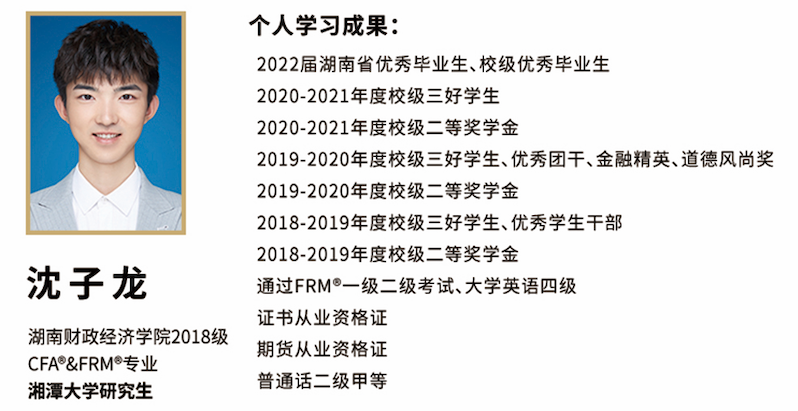 个人学习成果：
2022届湖南省优秀毕业生、校级优秀毕业生
2020-2021年度校级三好学生
2020-2021年度校级二等奖学金
2019-2020年度校级三好学生、优秀团干、金融精英、道德风尚奖
2019-2020年度校级二等奖学金
2018-2019年度校级三好学生、优秀学生干部
2018-2019年度校级二等奖学金
通过FRM®一级二级考试、大学英语四级
证书从业资格证
期货从业资格证
普通话二级甲等
沈子龙
湖南财政经济学院2018级
CFA®&FRM®专业
湘潭大学研究生